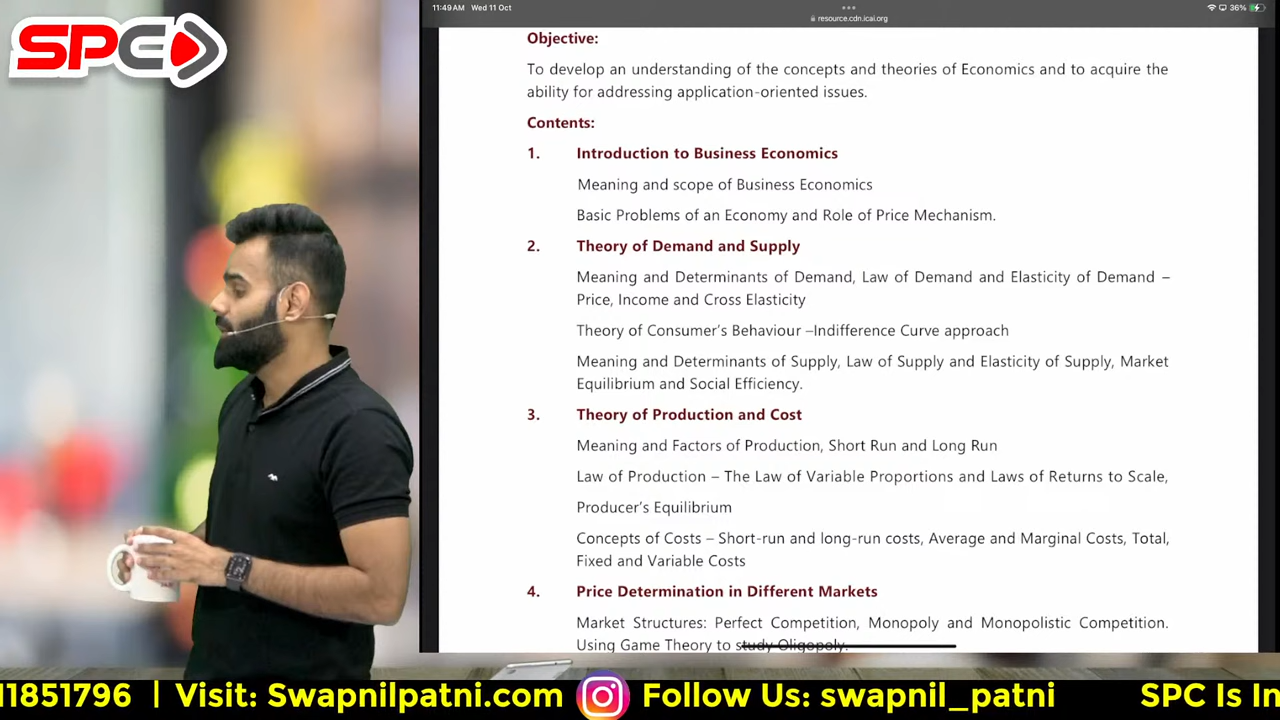 SPC
11:49 AM Wed 11 Oct
resource.cdn.icai.org
36%
Objective:
To develop an understanding of the concepts and theories of Economics and to acquire the
ability for addressing application-oriented issues.
Contents:
1. Introduction to Business Economics
Meaning and scope of Business Economics
Basic Problems of an Economy and Role of Price Mechanism.
2. Theory of Demand and Supply
Meaning and Determinants of Demand, Law of Demand and Elasticity of Demand –
Price, Income and Cross Elasticity
Theory of Consumer's Behaviour –Indifference Curve approach
Meaning and Determinants of Supply, Law of Supply and Elasticity of Supply, Market
Equilibrium and Social Efficiency.
3. Theory of Production and Cost
Meaning and Factors of Production, Short Run and Long Run
Law of Production – The Law of Variable Proportions and Laws of Returns to Scale,
Producer's Equilibrium
Concepts of Costs – Short-run and long-run costs, Average and Marginal Costs, Total,
Fixed and Variable Costs
4. Price Determination in Different Markets
Market Structures: Perfect Competition, Monopoly and Monopolistic Competition.
Using Game Theory to study Oligopoly.
11851796 | Visit: Swapnilpatni.com Follow Us: swapnil_patni SPC Is In